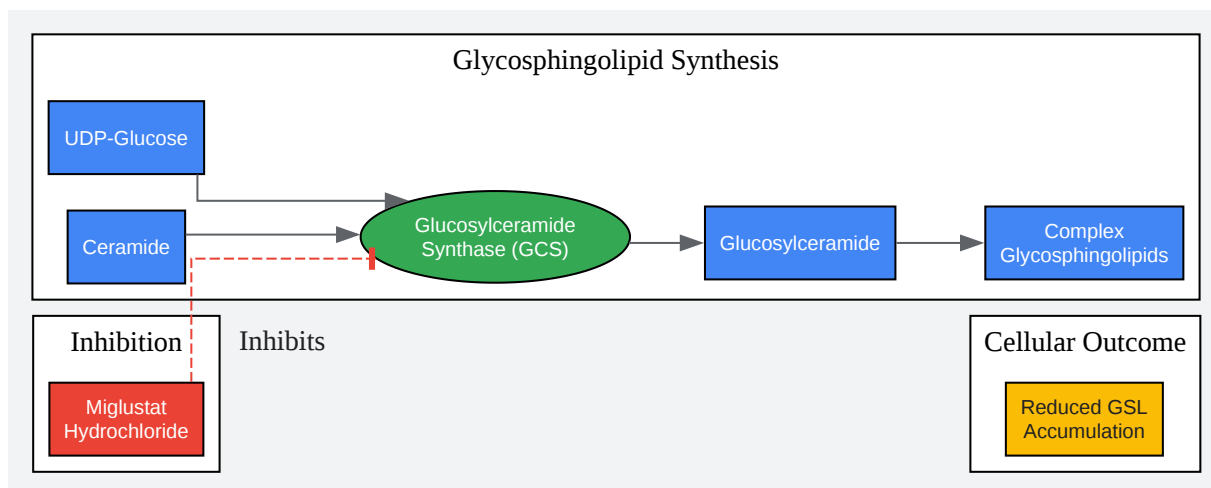 Glycosphingolipid Synthesis
UDP-Glucose
Ceramide
Glucosylceramide
Synthase (GCS)
Glucosylceramide
Complex
Glycosphingolipids
Inhibition
Inhibits
Miglustat
Hydrochloride
Cellular Outcome
Reduced GSL
Accumulation